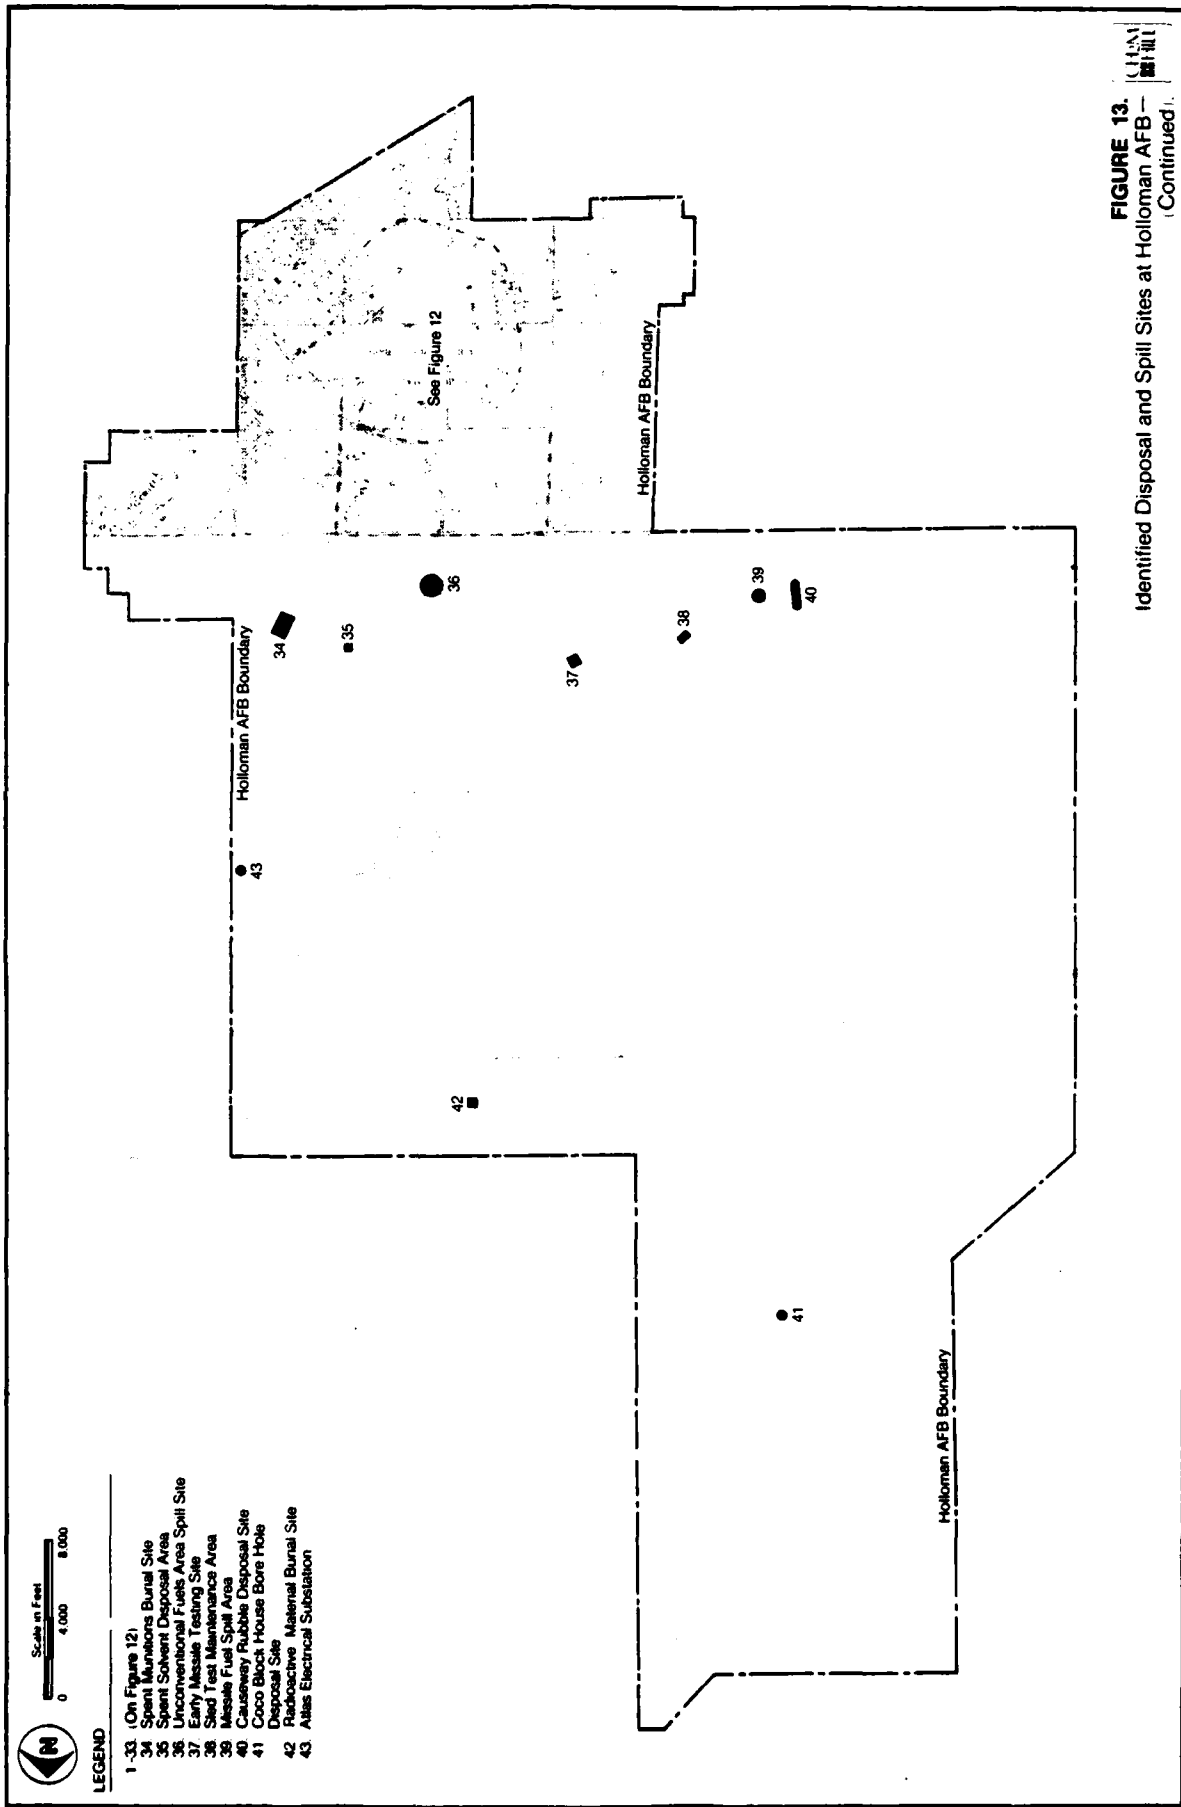 Scale in Feet
0 4,000 8,000
N
LEGEND
1-33 (On Figure 12)
34 Spent Munitions Burial Site
35 Spent Solvent Disposal Area
36. Unconventional Fuels Area Spill Site
37. Early Missile Testing Site
38. Sled Test Maintenance Area
39. Missile Fuel Spill Area
40. Causeway Rubble Disposal Site
41 Coco Block House Bore Hole
Disposal Site
42 Radioactive Material Burial Site
43. Atlas Electrical Substation
43
Holloman AFB Boundary
34
35
36
See Figure 12
42
37
38
Holloman AFB Boundary
39
40
41
Holloman AFB Boundary
FIGURE 13.
Identified Disposal and Spill Sites at Holloman AFB—
(Continued).
CH2M
HILL